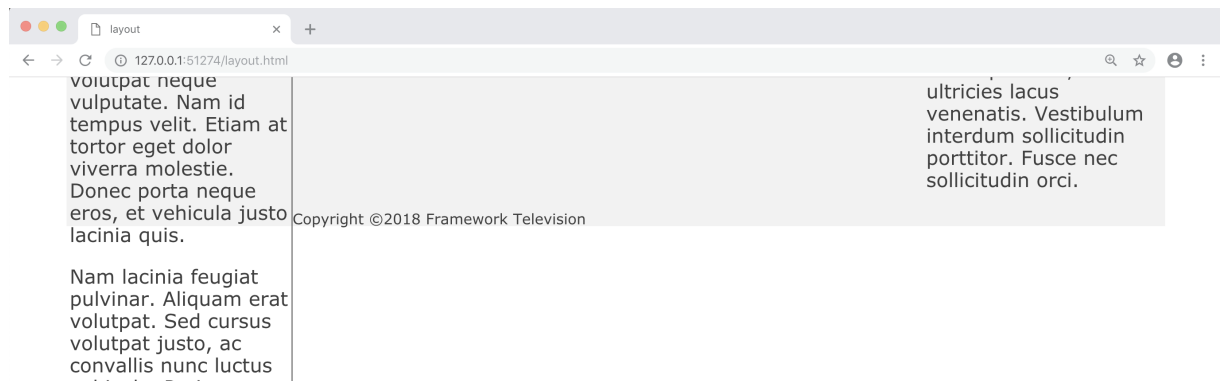 layout
127.0.0.1:51274/layout.html
volutpat neque
vulputate. Nam id
tempus velit. Etiam at
tortor eget dolor
viverra molestie.
Donec porta neque
eros, et vehicula justo
lacinia quis.
Nam lacinia feugiat
pulvinar. Aliquam erat
volutpat. Sed cursus
volutpat justo, ac
convallis nunc luctus
Copyright ©2018 Framework Television
ultricies lacus
venenatis. Vestibulum
interdum sollicitudin
porttitor. Fusce nec
sollicitudin orci.